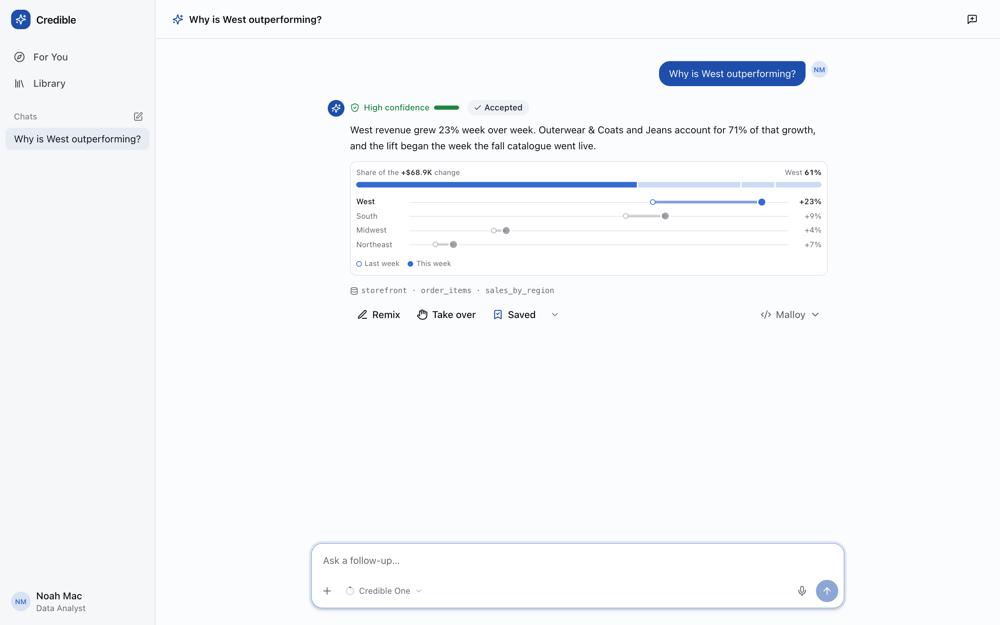 Credible
For You
Library
Chats
Why is West outperforming?
NM
Noah Mac
Data Analyst
Why is West outperforming?
Why is West outperforming?
NM
High confidence
Accepted
West revenue grew 23% week over week. Outerwear & Coats and Jeans account for 71% of that growth,
and the lift began the week the fall catalogue went live.
Share of the +$68.9K change
West 61%
West +23%
South +9%
Midwest +4%
Northeast +7%
Last week This week
storefront · order_items · sales_by_region
Remix Take over Saved
</> Malloy
Ask a follow-up...
Credible One